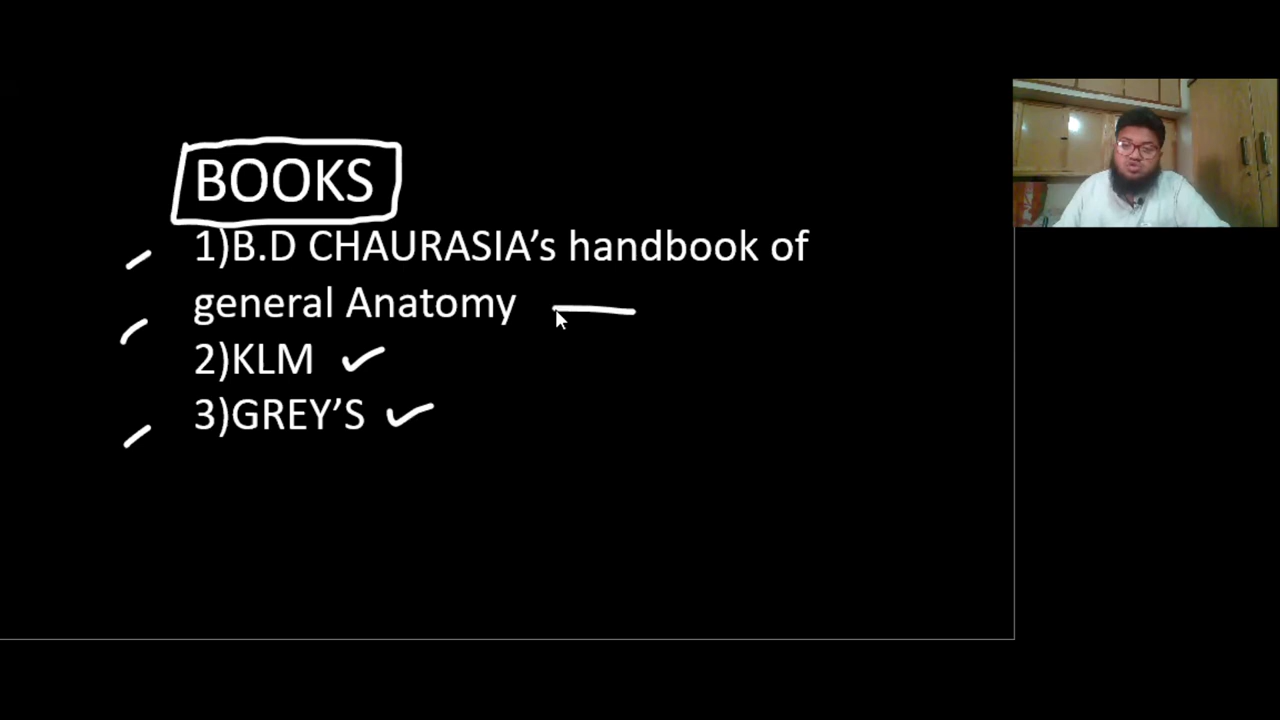 BOOKS
1)B.D CHAURASIA’s handbook of
general Anatomy
2)KLM
3)GREY’S